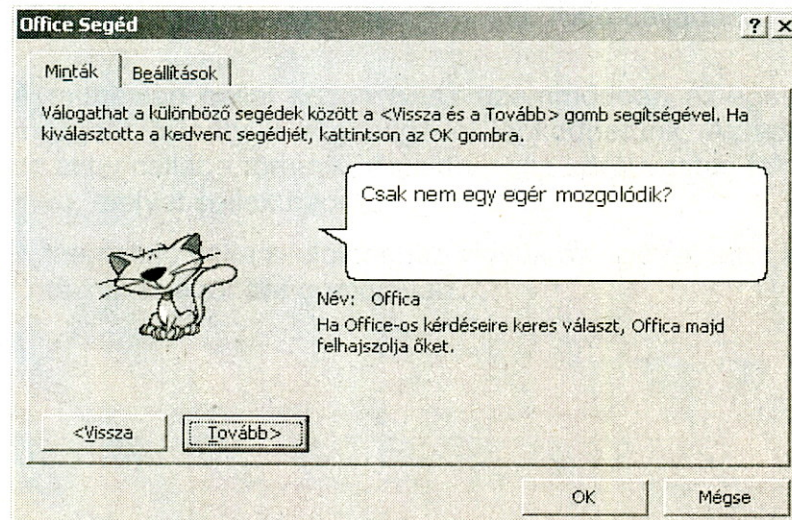 Office Segéd
? ×
Minták
Beállítások
Válogathat a különböző segédek között a <Vissza és a Tovább> gomb segítségével. Ha
kiválasztotta a kedvenc segédjét, kattintson az OK gombra.
Csak nem egy egér mozgolódik?
Név: Offica
Ha Office-os kérdéseire keres választ, Offica majd
felhajszolja őket.
<Vissza
Tovább>
OK
Mégse